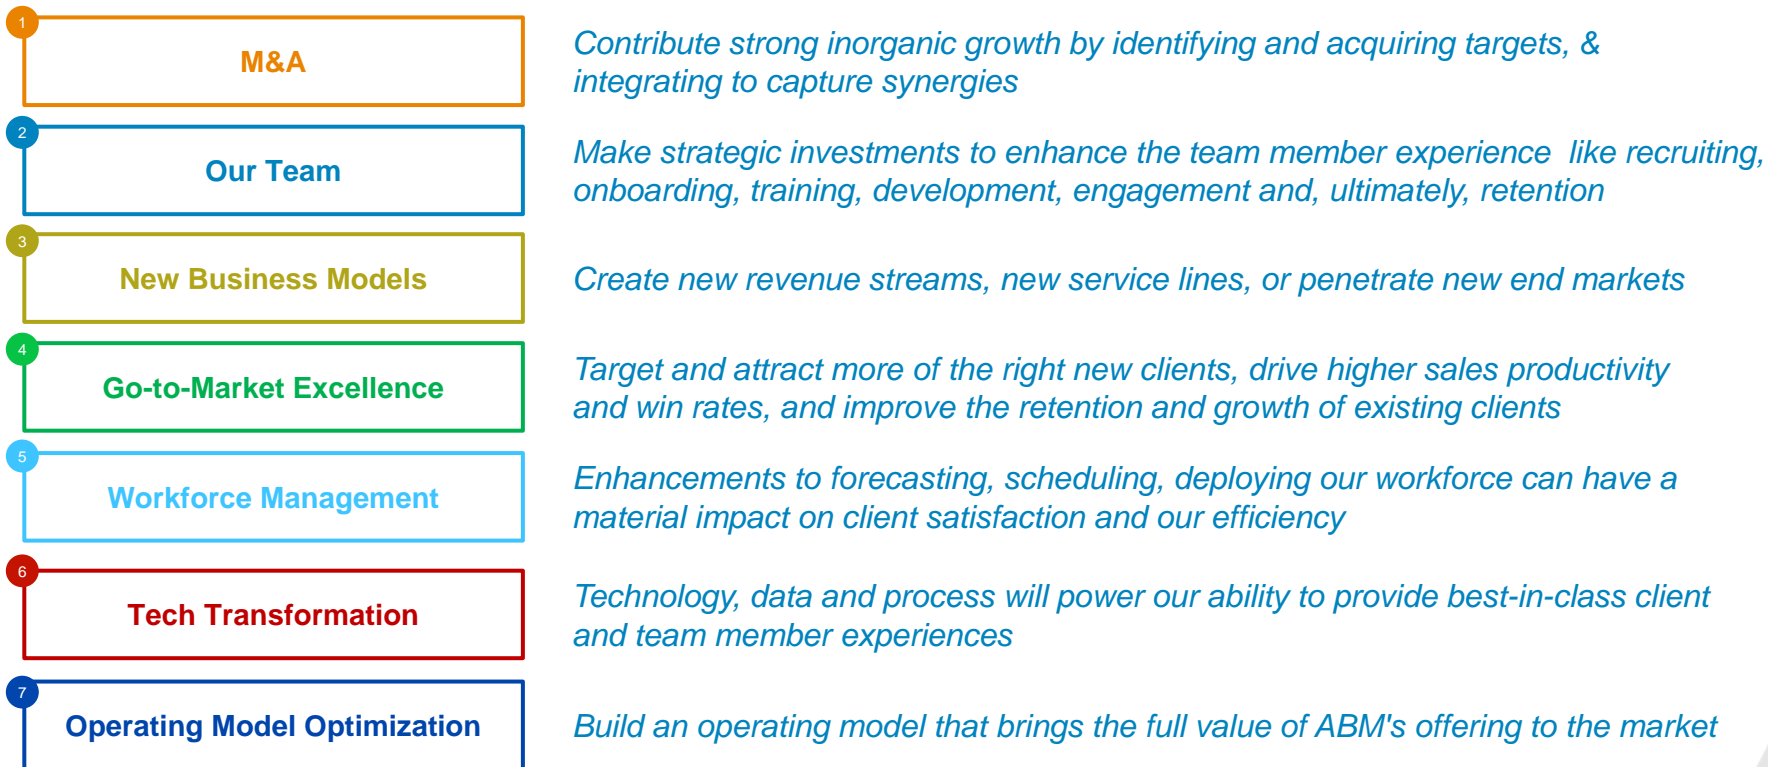 1
M&A
Contribute strong inorganic growth by identifying and acquiring targets, &
integrating to capture synergies
2
Our Team
Make strategic investments to enhance the team member experience  like recruiting,
onboarding, training, development, engagement and, ultimately, retention
3
New Business Models
Create new revenue streams, new service lines, or penetrate new end markets
4
Go-to-Market Excellence
Target and attract more of the right new clients, drive higher sales productivity
and win rates, and improve the retention and growth of existing clients
5
Workforce Management
Enhancements to forecasting, scheduling, deploying our workforce can have a
material impact on client satisfaction and our efficiency
6
Tech Transformation
Technology, data and process will power our ability to provide best-in-class client
and team member experiences
7
Operating Model Optimization
Build an operating model that brings the full value of ABM's offering to the market